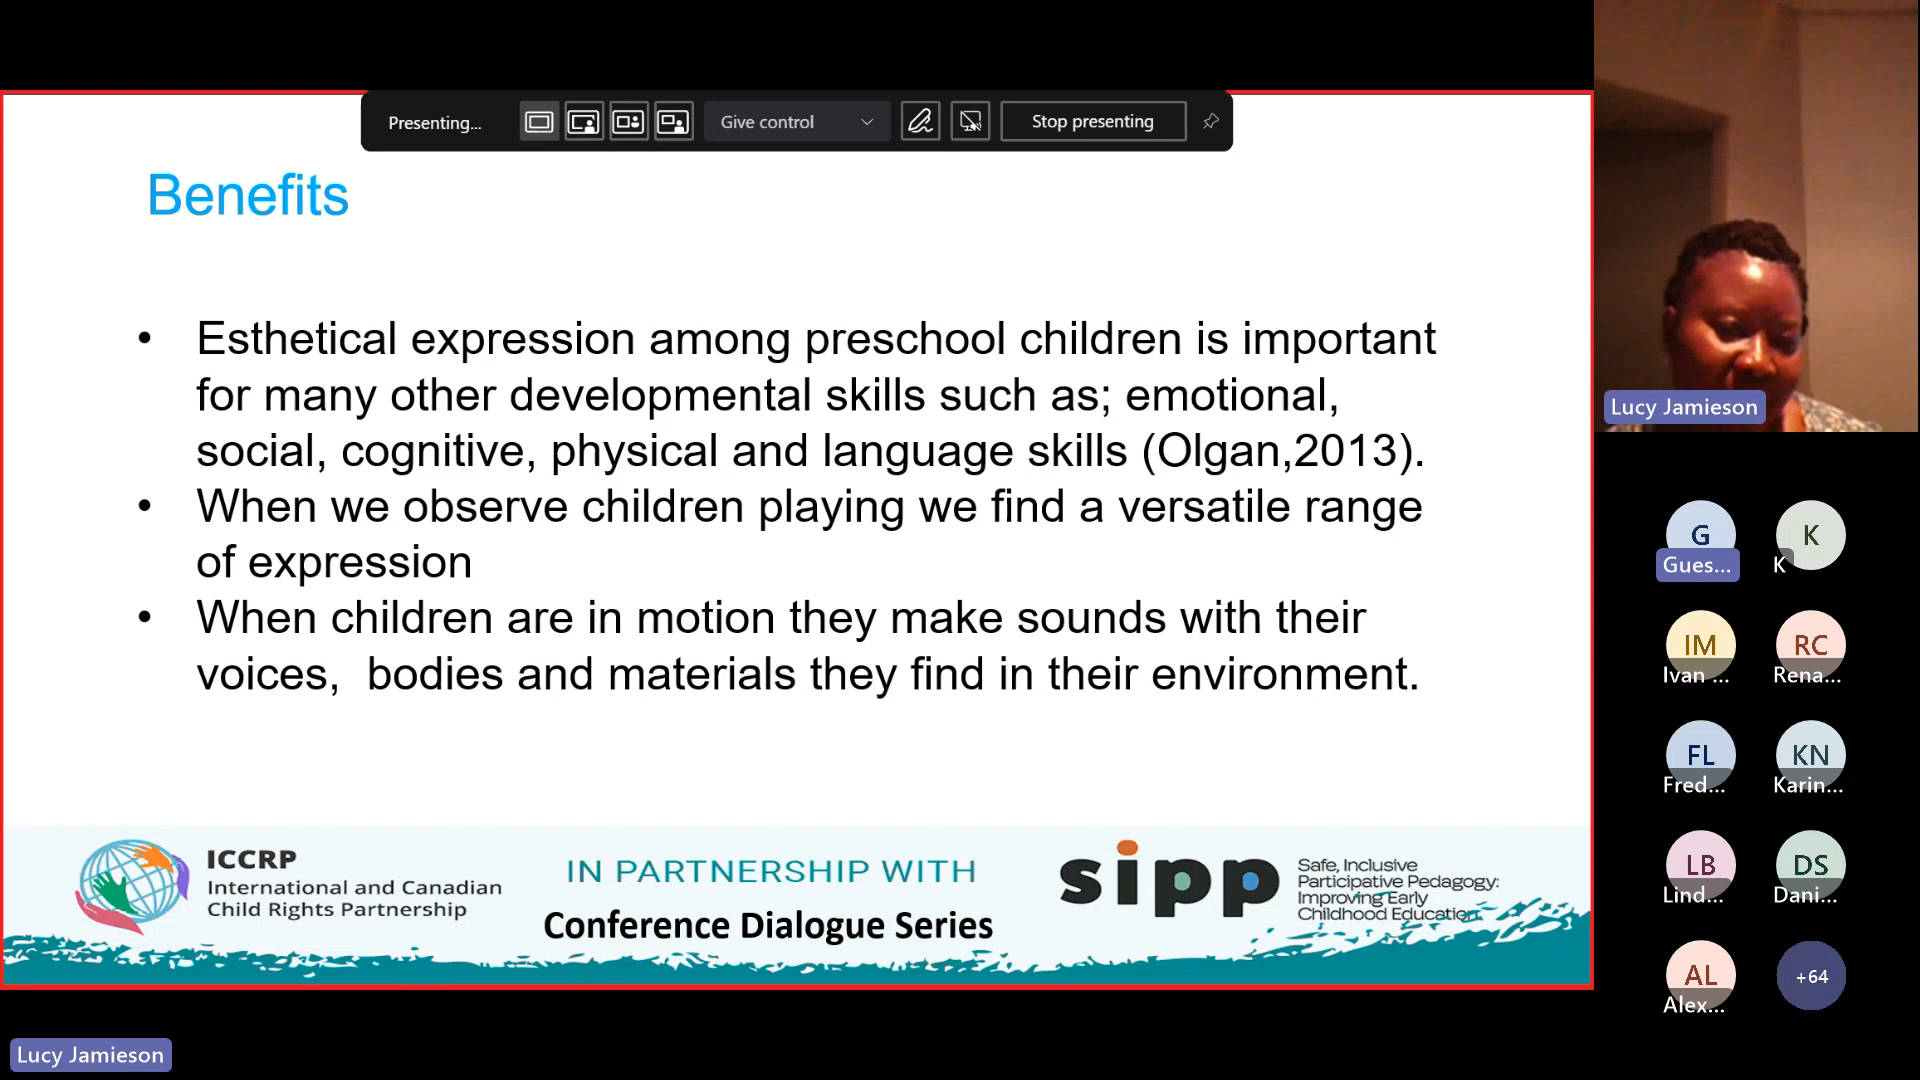 Presenting...
Give control
Stop presenting
Benefits
• Esthetical expression among preschool children is important
for many other developmental skills such as; emotional,
social, cognitive, physical and language skills (Olgan,2013).
• When we observe children playing we find a versatile range
of expression
• When children are in motion they make sounds with their
voices,  bodies and materials they find in their environment.
ICCRP
International and Canadian
Child Rights Partnership
IN PARTNERSHIP WITH
Conference Dialogue Series
sipp
Safe, Inclusive
Participative Pedagogy:
Improving Early
Childhood Education
Lucy Jamieson
G
Gues...
K
K
IM
Ivan ...
RC
Rena...
FL
Fred...
KN
Karin...
LB
Lind...
DS
Dani...
AL
Alex...
+64
Lucy Jamieson